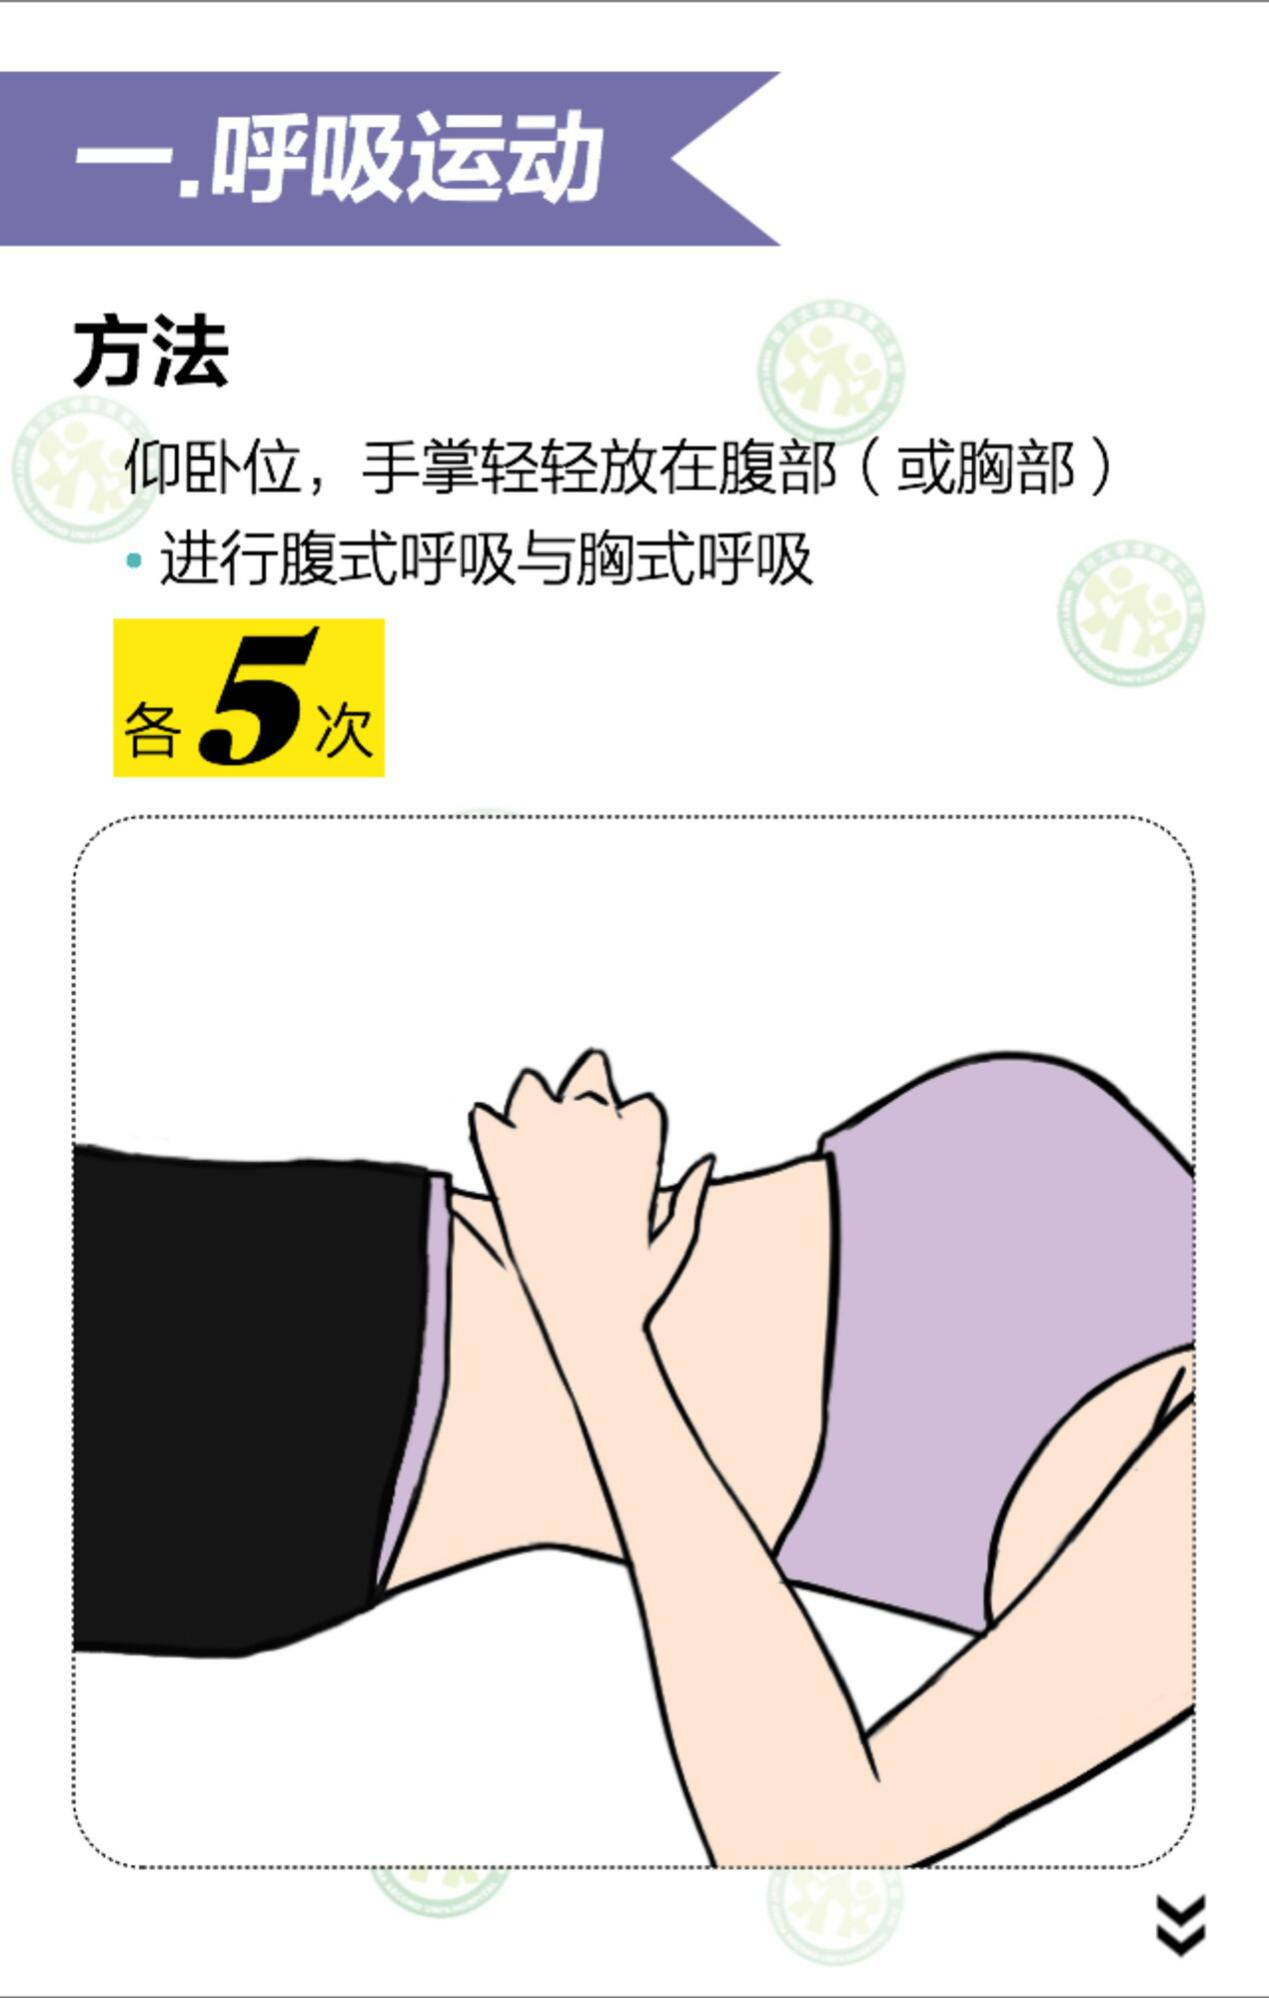 一.呼吸运动
方法
仰卧位，手掌轻轻放在腹部（或胸部）
·进行腹式呼吸与胸式呼吸
各5次